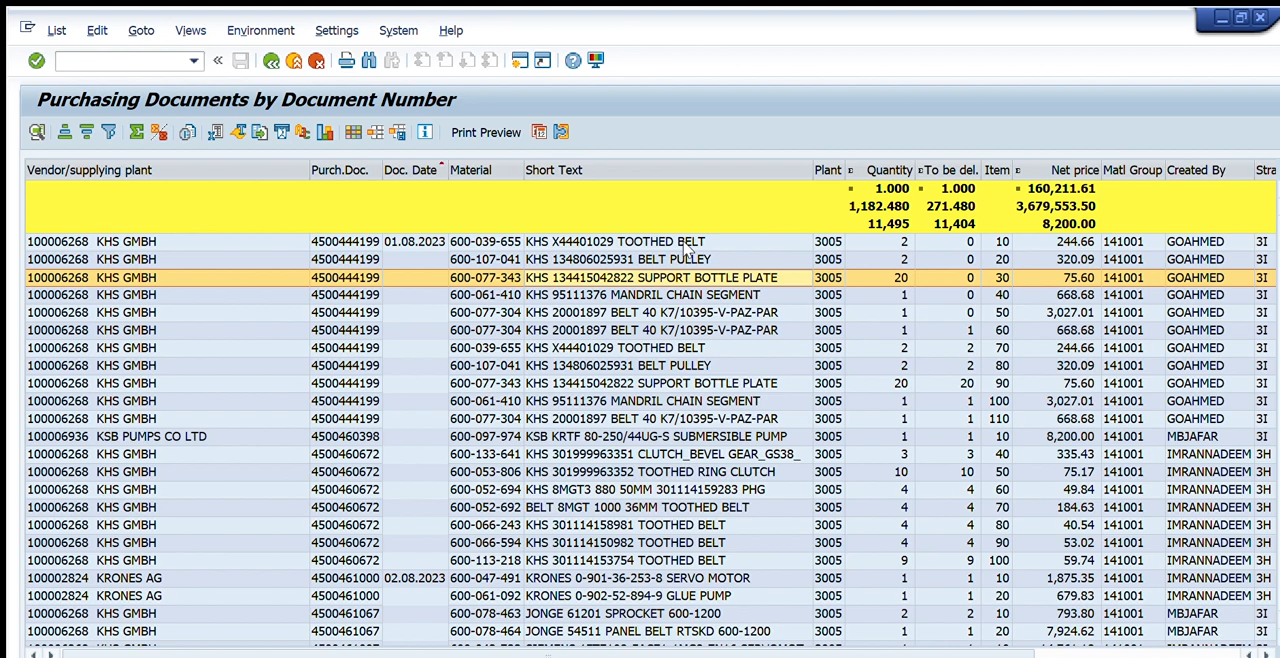 List Edit Goto Views Environment Settings System Help
Purchasing Documents by Document Number
Print Preview
Vendor/supplying plant Purch.Doc. Doc. Date Material Short Text Plant Σ Quantity Σ To be del. Item Σ Net price Matl Group Created By Stra
1.000 1.000 160,211.61
1,182.480 271.480 3,679,553.50
11,495 11,404 8,200.00
100006268 KHS GMBH 4500444199 01.08.2023 600-039-655 KHS X44401029 TOOTHED BELT 3005 2 0 10 244.66 141001 GOAHMED 3I
100006268 KHS GMBH 4500444199 600-107-041 KHS 134806025931 BELT PULLEY 3005 2 0 20 320.09 141001 GOAHMED 3I
100006268 KHS GMBH 4500444199 600-077-343 KHS 134415042822 SUPPORT BOTTLE PLATE 3005 20 0 30 75.60 141001 GOAHMED 3I
100006268 KHS GMBH 4500444199 600-061-410 KHS 95111376 MANDRIL CHAIN SEGMENT 3005 1 0 40 668.68 141001 GOAHMED 3I
100006268 KHS GMBH 4500444199 600-077-304 KHS 20001897 BELT 40 K7/10395-V-PAZ-PAR 3005 1 0 50 3,027.01 141001 GOAHMED 3I
100006268 KHS GMBH 4500444199 600-077-304 KHS 20001897 BELT 40 K7/10395-V-PAZ-PAR 3005 1 1 60 668.68 141001 GOAHMED 3I
100006268 KHS GMBH 4500444199 600-039-655 KHS X44401029 TOOTHED BELT 3005 2 2 70 244.66 141001 GOAHMED 3I
100006268 KHS GMBH 4500444199 600-107-041 KHS 134806025931 BELT PULLEY 3005 2 2 80 320.09 141001 GOAHMED 3I
100006268 KHS GMBH 4500444199 600-077-343 KHS 134415042822 SUPPORT BOTTLE PLATE 3005 20 20 90 75.60 141001 GOAHMED 3I
100006268 KHS GMBH 4500444199 600-061-410 KHS 95111376 MANDRIL CHAIN SEGMENT 3005 1 1 100 3,027.01 141001 GOAHMED 3I
100006268 KHS GMBH 4500444199 600-077-304 KHS 20001897 BELT 40 K7/10395-V-PAZ-PAR 3005 1 1 110 668.68 141001 GOAHMED 3I
100006936 KSB PUMPS CO LTD 4500460398 600-097-974 KSB KRTF 80-250/44UG-S SUBMERSIBLE PUMP 3005 1 1 10 8,200.00 141001 MBJAFAR 3I
100006268 KHS GMBH 4500460672 600-133-641 KHS 301999963351 CLUTCH_BEVEL GEAR_GS38_ 3005 3 3 40 335.43 141001 IMRANNADEEM 3H
100006268 KHS GMBH 4500460672 600-053-806 KHS 301999963352 TOOTHED RING CLUTCH 3005 10 10 50 75.17 141001 IMRANNADEEM 3H
100006268 KHS GMBH 4500460672 600-052-694 KHS 8MGT3 880 50MM 301114159283 PHG 3005 4 4 60 49.84 141001 IMRANNADEEM 3H
100006268 KHS GMBH 4500460672 600-052-692 BELT 8MGT 1000 36MM TOOTHED BELT 3005 4 4 70 184.63 141001 IMRANNADEEM 3H
100006268 KHS GMBH 4500460672 600-066-243 KHS 301114158981 TOOTHED BELT 3005 4 4 80 40.54 141001 IMRANNADEEM 3H
100006268 KHS GMBH 4500460672 600-066-594 KHS 301114150982 TOOTHED BELT 3005 4 4 90 53.02 141001 IMRANNADEEM 3H
100006268 KHS GMBH 4500460672 600-113-218 KHS 301114153754 TOOTHED BELT 3005 9 9 100 59.74 141001 IMRANNADEEM 3H
100002824 KRONES AG 4500461000 02.08.2023 600-047-491 KRONES 0-901-36-253-8 SERVO MOTOR 3005 1 1 10 1,875.35 141001 IMRANNADEEM 3H
100002824 KRONES AG 4500461000 600-061-092 KRONES 0-902-52-894-9 GLUE PUMP 3005 1 1 20 679.83 141001 IMRANNADEEM 3H
100006268 KHS GMBH 4500461067 600-078-463 JONGE 61201 SPROCKET 600-1200 3005 2 2 10 793.80 141001 MBJAFAR 3I
100006268 KHS GMBH 4500461067 600-078-464 JONGE 54511 PANEL BELT RTSKD 600-1200 3005 1 1 20 7,924.62 141001 MBJAFAR 3I